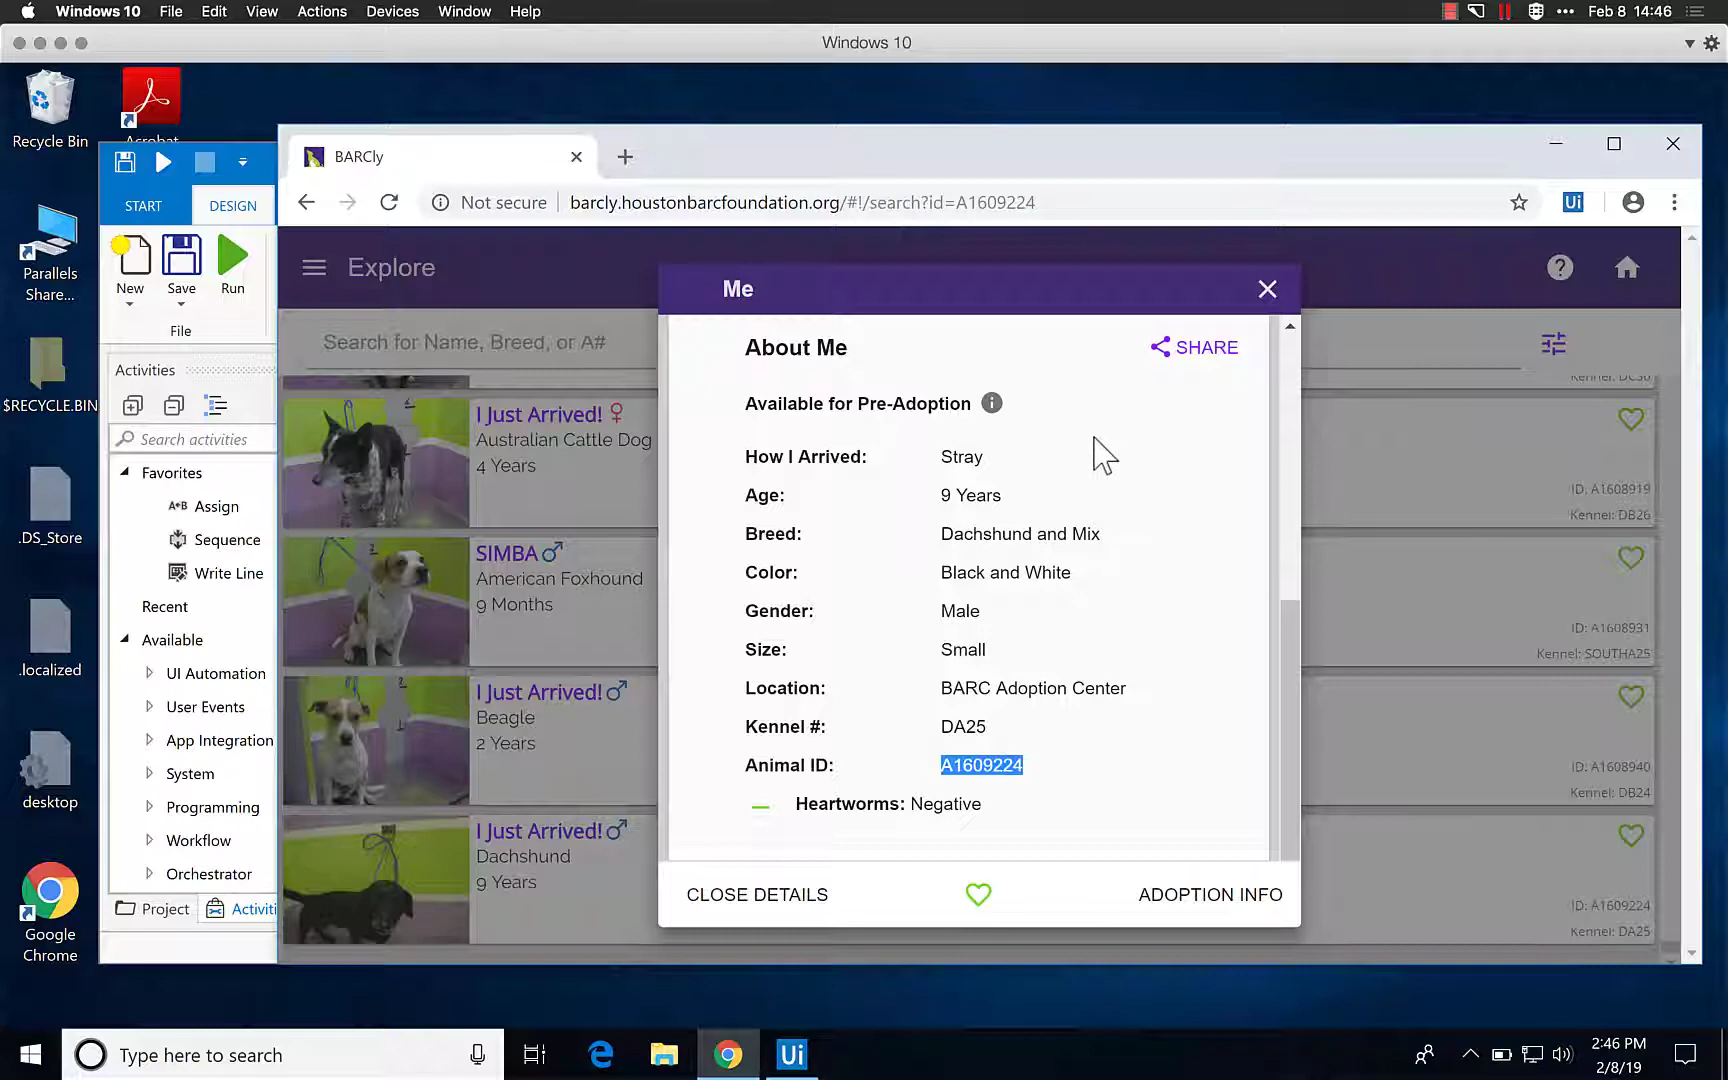 Windows 10 File Edit View Actions Devices Window Help Feb 8 14:46
Windows 10
Recycle Bin
Acrobat
Parallels
Share...
$RECYCLE.BIN
.DS_Store
.localized
desktop
Google
Chrome
START DESIGN
New Save Run
File
Activities
Search activities
Favorites
A+B Assign
Sequence
Write Line
Recent
Available
UI Automation
User Events
App Integration
System
Programming
Workflow
Orchestrator
Project Activiti
BARCly
Not secure barcly.houstonbarcfoundation.org/#!/search?id=A1609224 Ui
Explore
Search for Name, Breed, or A#
I Just Arrived!
Australian Cattle Dog
4 Years
SIMBA
American Foxhound
9 Months
I Just Arrived!
Beagle
2 Years
I Just Arrived!
Dachshund
9 Years
Me
About Me SHARE
Available for Pre-Adoption
How I Arrived: Stray
Age: 9 Years
Breed: Dachshund and Mix
Color: Black and White
Gender: Male
Size: Small
Location: BARC Adoption Center
Kennel #: DA25
Animal ID: A1609224
Heartworms: Negative
CLOSE DETAILS ADOPTION INFO
ID: A1608919
Kennel: DB26
ID: A1608931
Kennel: SOUTHA25
ID: A1608940
Kennel: DB24
ID: A1609224
Kennel: DA25
Type here to search
Ui
2:46 PM
2/8/19